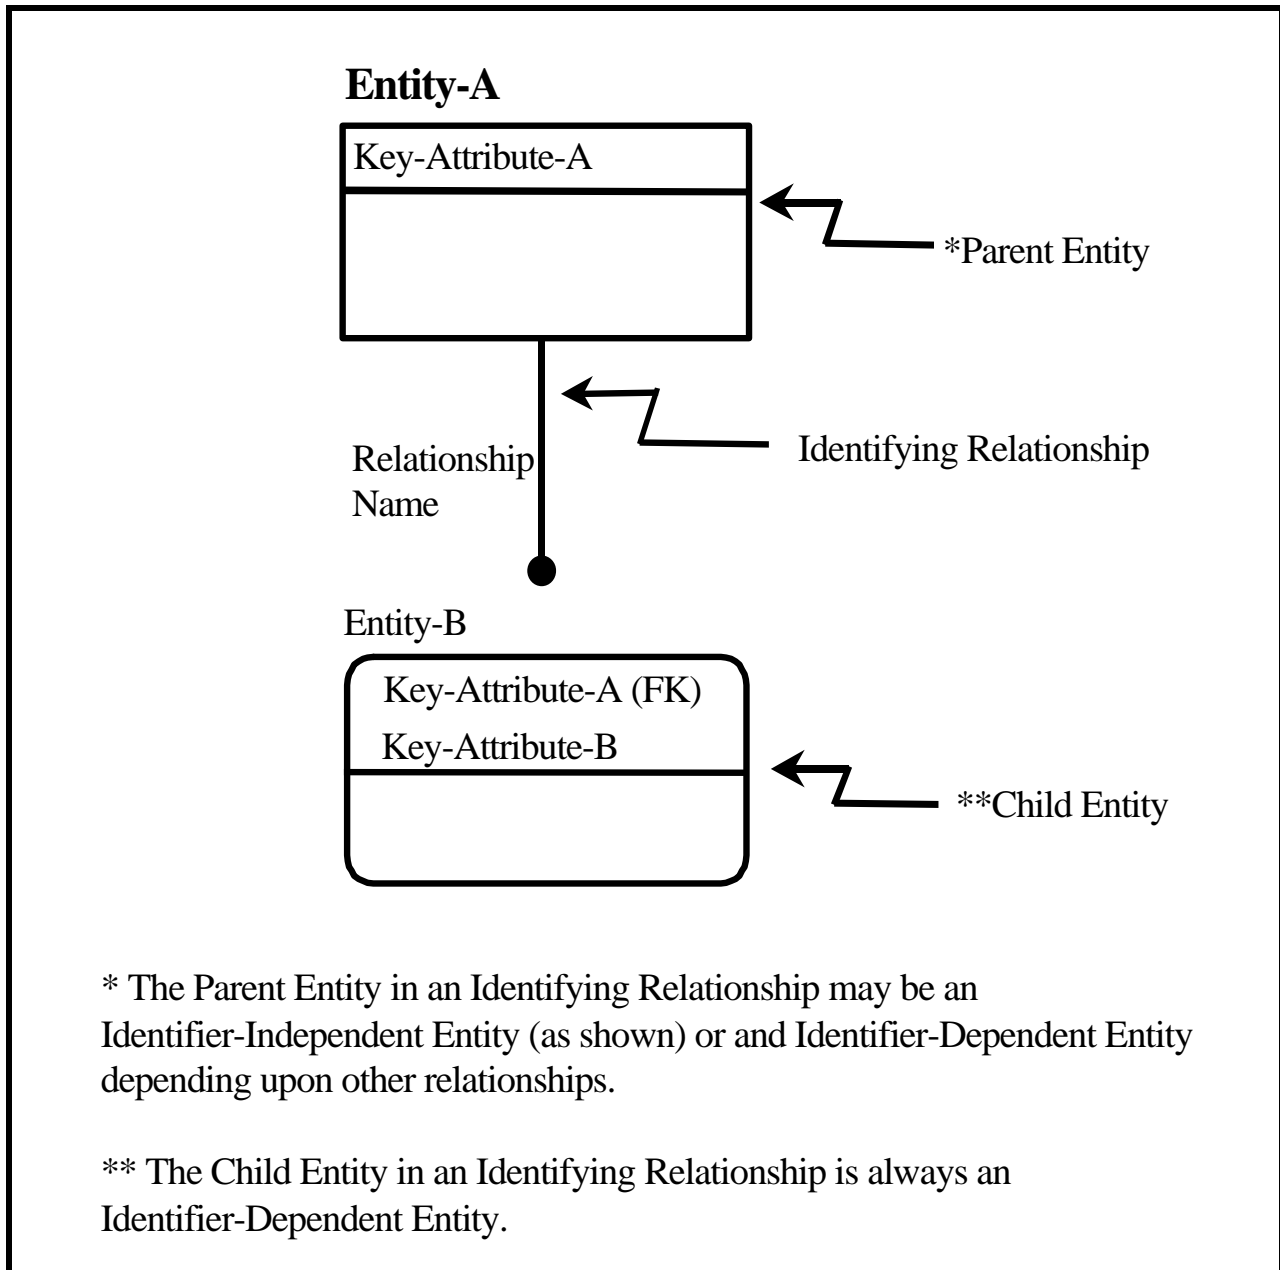 Entity-A
Key-Attribute-A
*Parent Entity
Identifying Relationship
Relationship
Name
Entity-B
Key-Attribute-A (FK)
Key-Attribute-B
**Child Entity
* The Parent Entity in an Identifying Relationship may be an
Identifier-Independent Entity (as shown) or and Identifier-Dependent Entity
depending upon other relationships.
** The Child Entity in an Identifying Relationship is always an
Identifier-Dependent Entity.